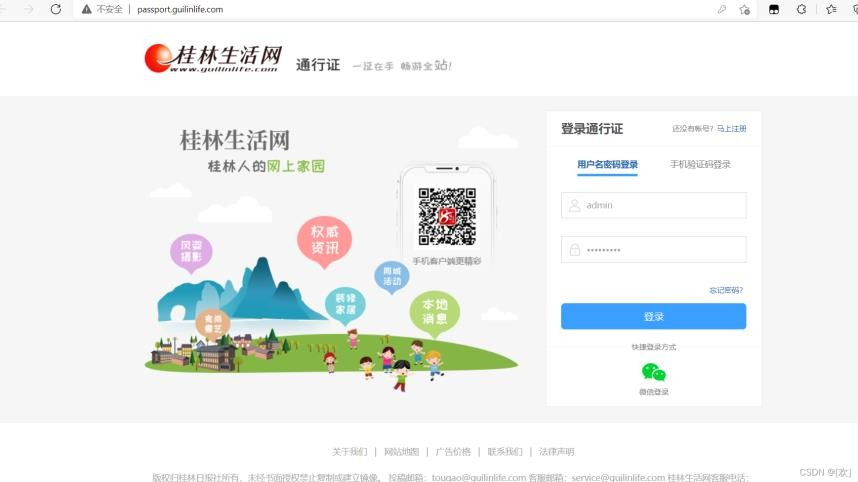 不安全 | passport.guilinlife.com
桂林生活网
www.guilinlife.com
通行证 一证在手 畅游全站!
桂林生活网
桂林人的网上家园
手机客户端更精彩
风姿
摄影
权威
资讯
同城
活动
装修
家居
本地
消息
食尚
登录通行证
还没有帐号？马上注册
用户名密码登录
手机验证码登录
admin
•••••••••
忘记密码?
登录
快捷登录方式
微信登录
关于我们 | 网站地图 | 广告价格 | 联系我们 | 法律声明
版权归桂林日报社所有，未经书面授权禁止复制或建立镜像。 投稿邮箱：tougao@guilinlife.com 客服邮箱：service@guilinlife.com 桂林生活网客服电话：
CSDN @[欢]